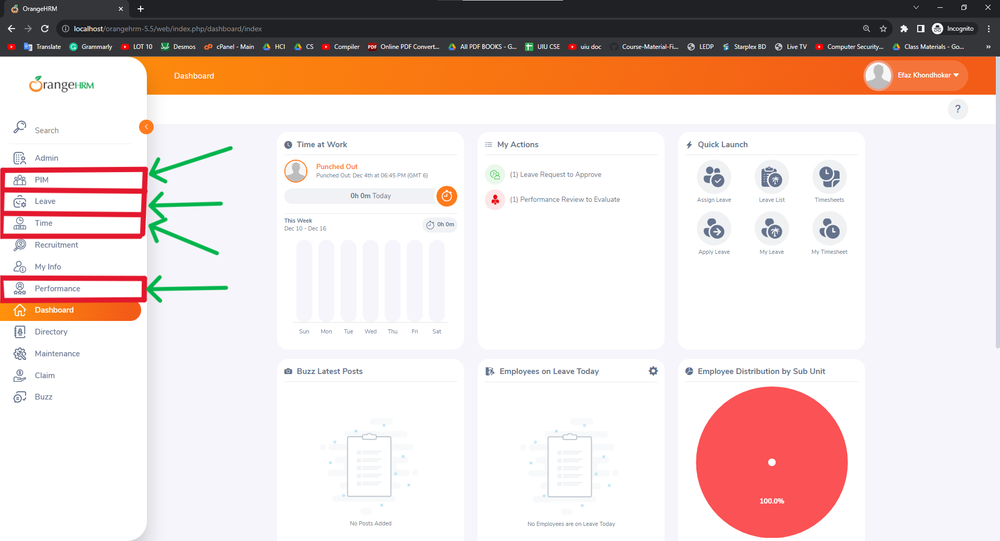 OrangeHRM
localhost/orangehrm-5.5/web/index.php/dashboard/index
Incognito
Translate Grammarly LOT 10 Desmos cPanel - Main HCI CS Compiler Online PDF Convert... All PDF BOOKS - G... UIU CSE uiu doc Course-Material-Fi... LEDP Starplex BD Live TV Computer Security... Class Materials - Go...
OrangeHRM
Dashboard
Efaz Khondhoker
?
Search
Admin
PIM
Leave
Time
Recruitment
My Info
Performance
Dashboard
Directory
Maintenance
Claim
Buzz
Time at Work
Punched Out
Punched Out: Dec 4th at 06:45 PM (GMT 6)
0h 0m Today
This Week
Dec 10 - Dec 16
0h 0m
Sun Mon Tue Wed Thu Fri Sat
My Actions
(1) Leave Request to Approve
(1) Performance Review to Evaluate
Quick Launch
Assign Leave Leave List Timesheets
Apply Leave My Leave My Timesheet
Buzz Latest Posts
No Posts Added
Employees on Leave Today
No Employees are on Leave Today
Employee Distribution by Sub Unit
100.0%